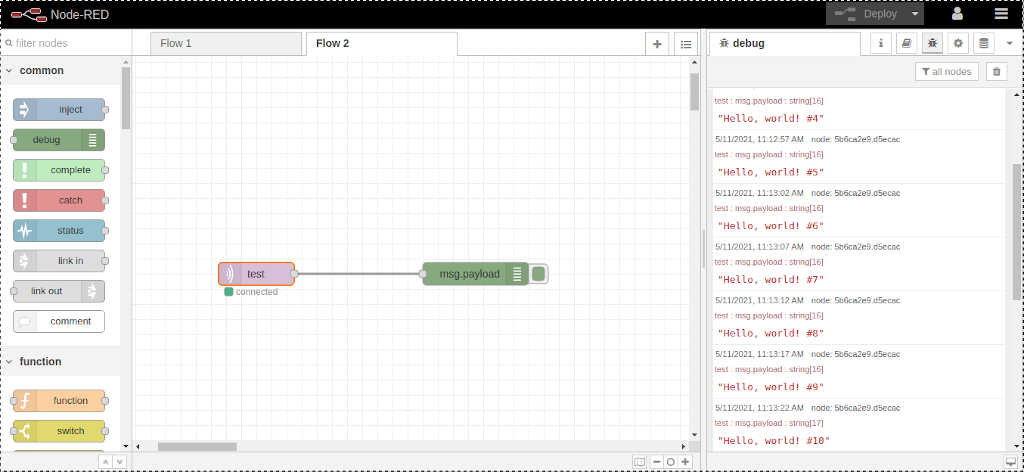 Node-RED
Deploy
filter nodes
Flow 1
Flow 2
debug
i
common
all nodes
inject
debug
complete
catch
status
link in
link out
comment
function
function
switch
test
connected
msg.payload
test : msg.payload : string[16]
"Hello, world! #4"
5/11/2021, 11:12:57 AM node: 5b6ca2e9.d5ecac
test : msg.payload : string[16]
"Hello, world! #5"
5/11/2021, 11:13:02 AM node: 5b6ca2e9.d5ecac
test : msg.payload : string[16]
"Hello, world! #6"
5/11/2021, 11:13:07 AM node: 5b6ca2e9.d5ecac
test : msg.payload : string[16]
"Hello, world! #7"
5/11/2021, 11:13:12 AM node: 5b6ca2e9.d5ecac
test : msg.payload : string[16]
"Hello, world! #8"
5/11/2021, 11:13:17 AM node: 5b6ca2e9.d5ecac
test : msg.payload : string[16]
"Hello, world! #9"
5/11/2021, 11:13:22 AM node: 5b6ca2e9.d5ecac
test : msg.payload : string[17]
"Hello, world! #10"